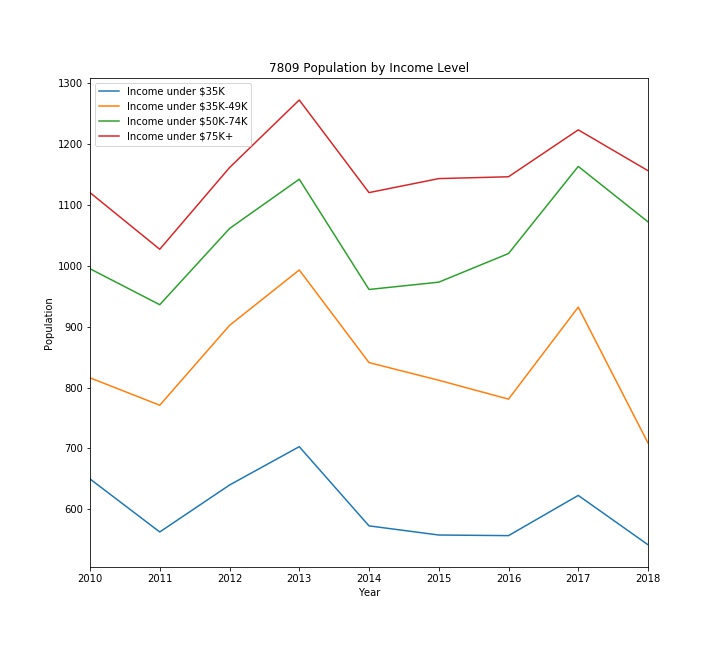 7809 Population by Income Level
Income under $35K
Income under $35K-49K
Income under $50K-74K
Income under $75K+
1300
1200
1100
1000
900
800
700
600
Population
2010 2011 2012 2013 2014 2015 2016 2017 2018
Year